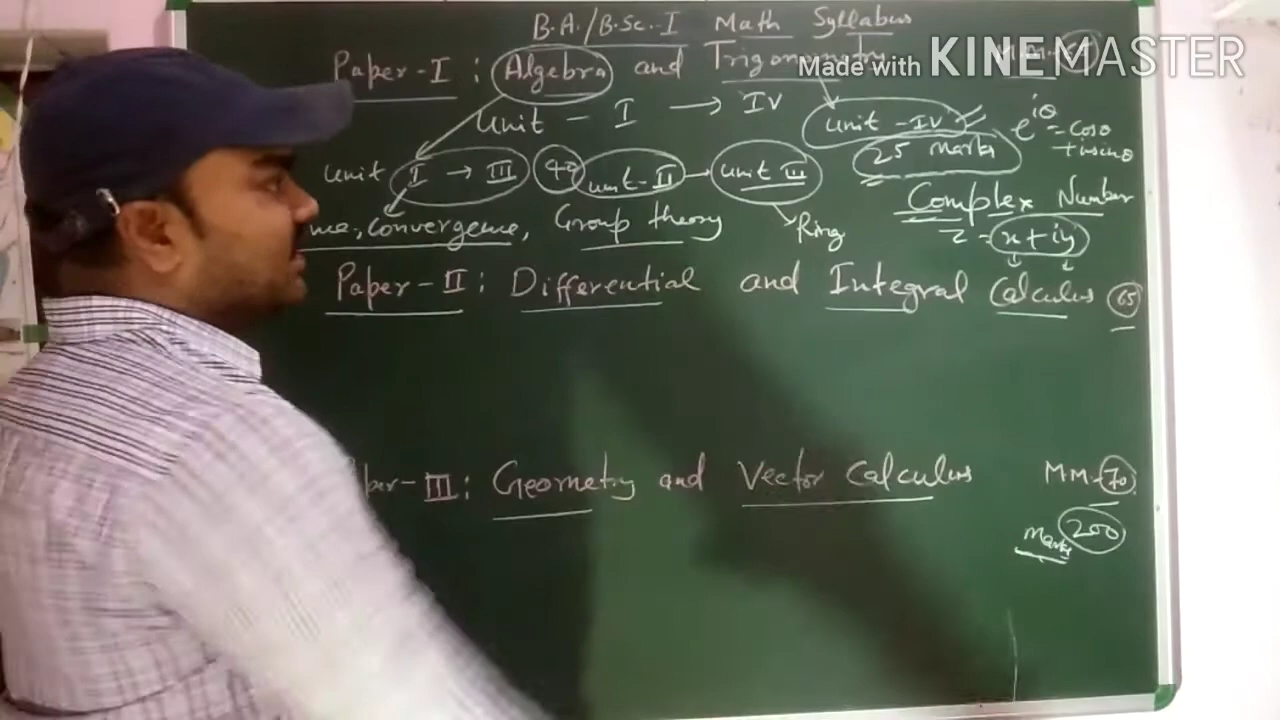 B.A./B.Sc.-I Math Syllabus
Paper-I : Algebra and Trigonometry
Made with KINEMASTER
Unit - I → IV
Unit - IV
e^iθ = cosθ
+ isinθ
25 marks
Unit I → III 40 Unit-II → Unit III
Complex Number
convergence, Group theory
Ring
z = x + iy
Paper-II : Differential and Integral Calculus 65
Paper-III : Geometry and Vector Calculus MM-70
Marks 200